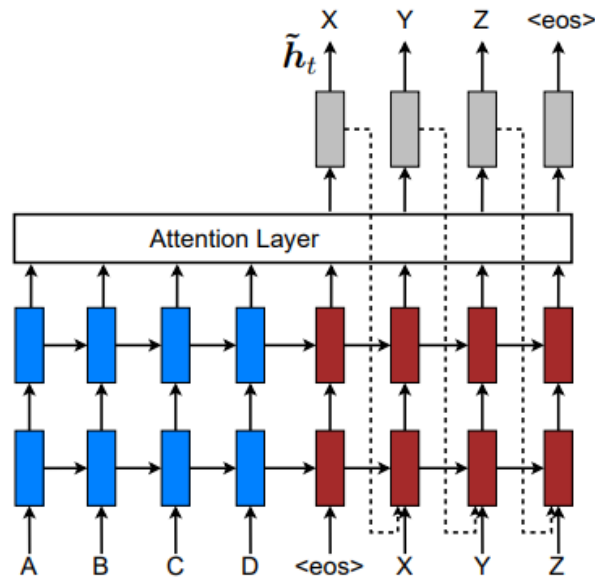 X Y Z <eos>
h̃ₜ
Attention Layer
A B C D <eos> X Y Z